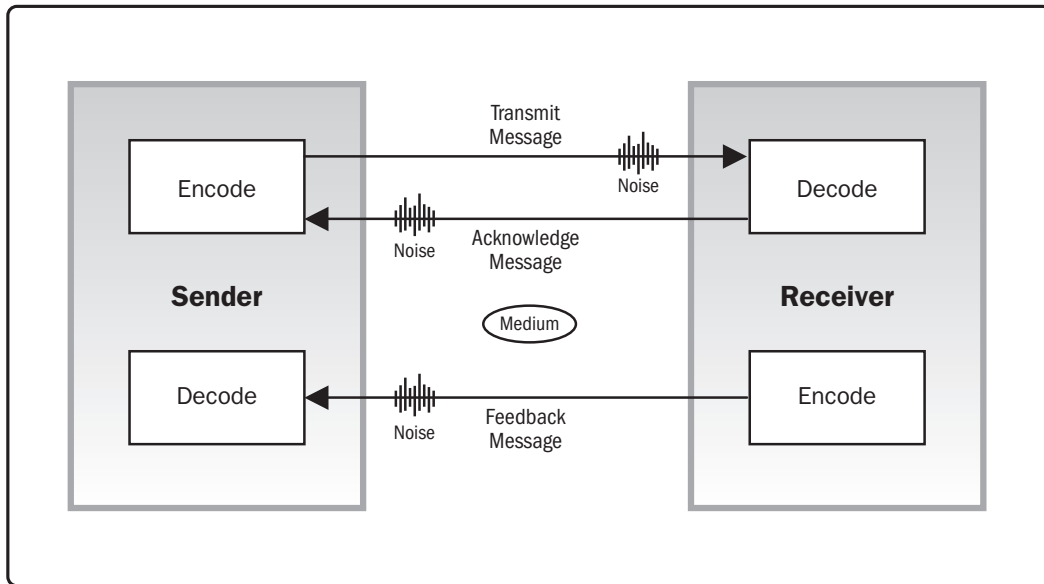 Transmit
Message
Noise
Encode
Decode
Noise
Acknowledge
Message
Sender
Receiver
Medium
Decode
Encode
Noise
Feedback
Message